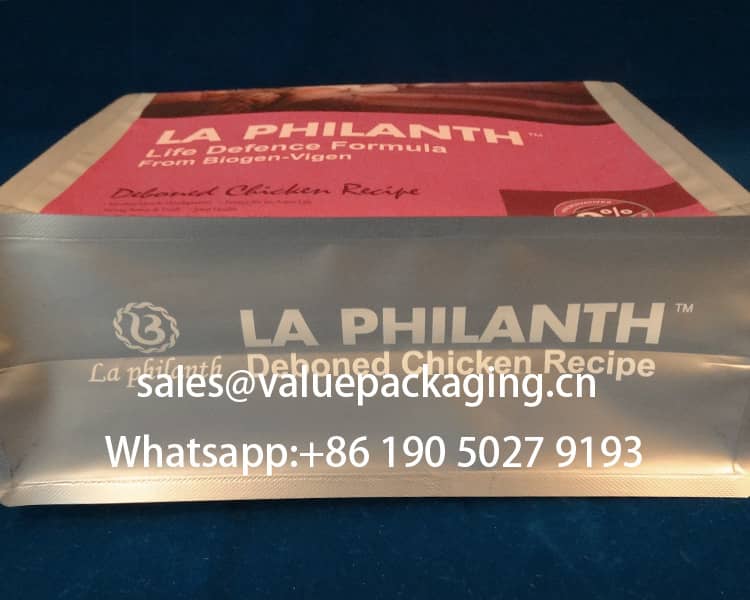 LA PHILANTH™
Life Defence Formula
From Biogen-Vigen
Deboned Chicken Recipe
%
LA PHILANTH™
La philanth
Deboned Chicken Recipe
sales@valuepackaging.cn
Whatsapp:+86 190 5027 9193